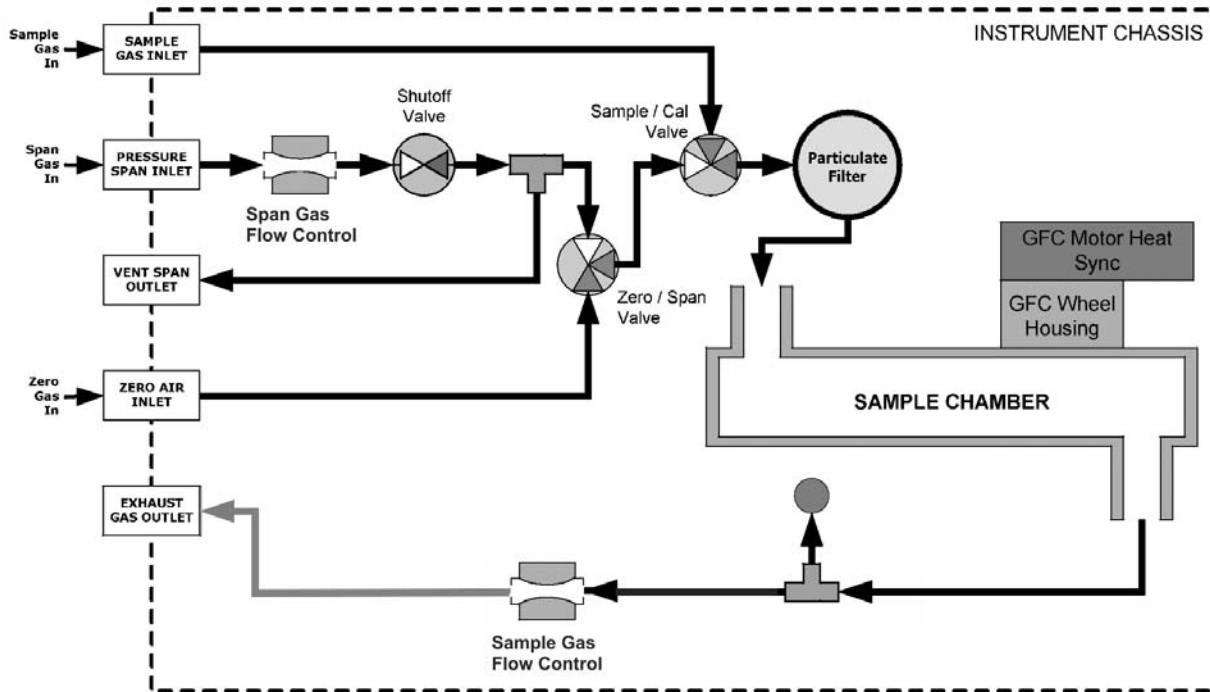 INSTRUMENT CHASSIS
Sample
Gas
In
SAMPLE
GAS INLET
Shutoff
Valve
Sample / Cal
Valve
Span
Gas
In
PRESSURE
SPAN INLET
Particulate
Filter
Span Gas
Flow Control
GFC Motor Heat
Sync
VENT SPAN
OUTLET
Zero / Span
Valve
GFC Wheel
Housing
Zero
Gas
In
ZERO AIR
INLET
SAMPLE CHAMBER
EXHAUST
GAS OUTLET
Sample Gas
Flow Control